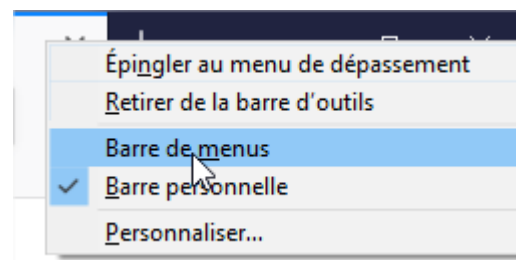 Épingler au menu de dépassement
Retirer de la barre d'outils
Barre de menus
Barre personnelle
Personnaliser...